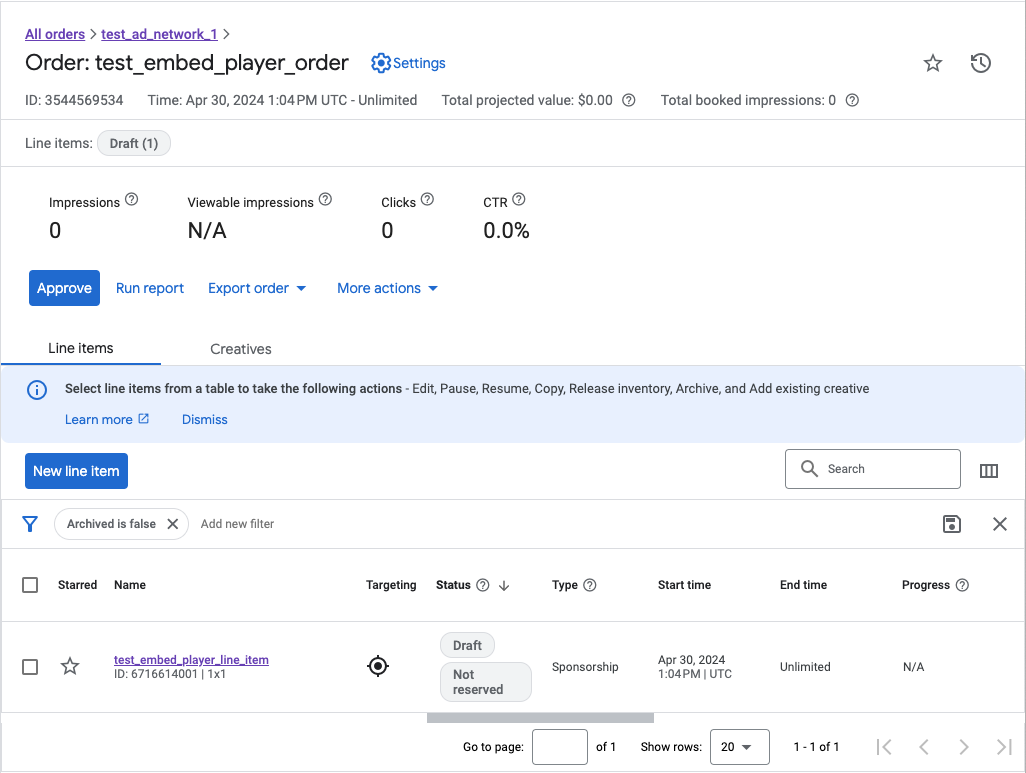 All orders > test_ad_network_1 >
Order: test_embed_player_order Settings
ID: 3544569534 Time: Apr 30, 2024 1:04 PM UTC - Unlimited Total projected value: $0.00 Total booked impressions: 0
Line items: Draft (1)
Impressions Viewable impressions Clicks CTR
0 N/A 0 0.0%
Approve Run report Export order More actions
Line items Creatives
Select line items from a table to take the following actions - Edit, Pause, Resume, Copy, Release inventory, Archive, and Add existing creative
Learn more Dismiss
New line item Search
Archived is false Add new filter
Starred Name Targeting Status Type Start time End time Progress
test_embed_player_line_item
ID: 6716614001 | 1x1
Draft
Not
reserved
Sponsorship
Apr 30, 2024
1:04 PM | UTC
Unlimited
N/A
Go to page: of 1 Show rows: 20 1 - 1 of 1